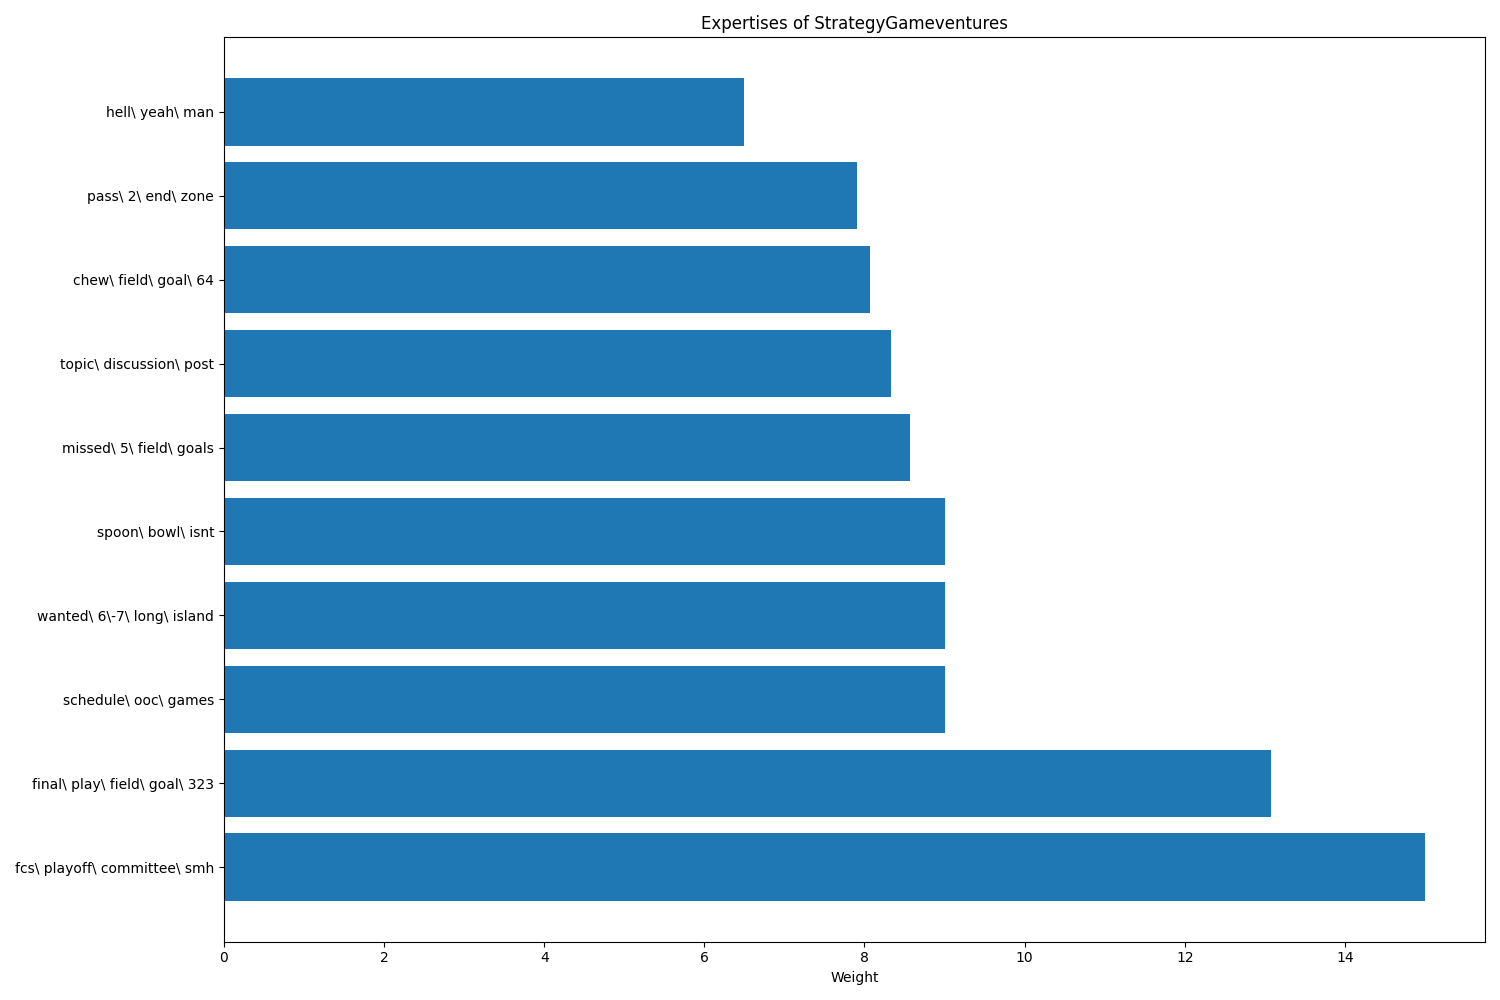 Expertises of StrategyGameventures
hell\ yeah\ man
pass\ 2\ end\ zone
chew\ field\ goal\ 64
topic\ discussion\ post
missed\ 5\ field\ goals
spoon\ bowl\ isnt
wanted\ 6\-7\ long\ island
schedule\ ooc\ games
final\ play\ field\ goal\ 323
fcs\ playoff\ committee\ smh
0 2 4 6 8 10 12 14
Weight